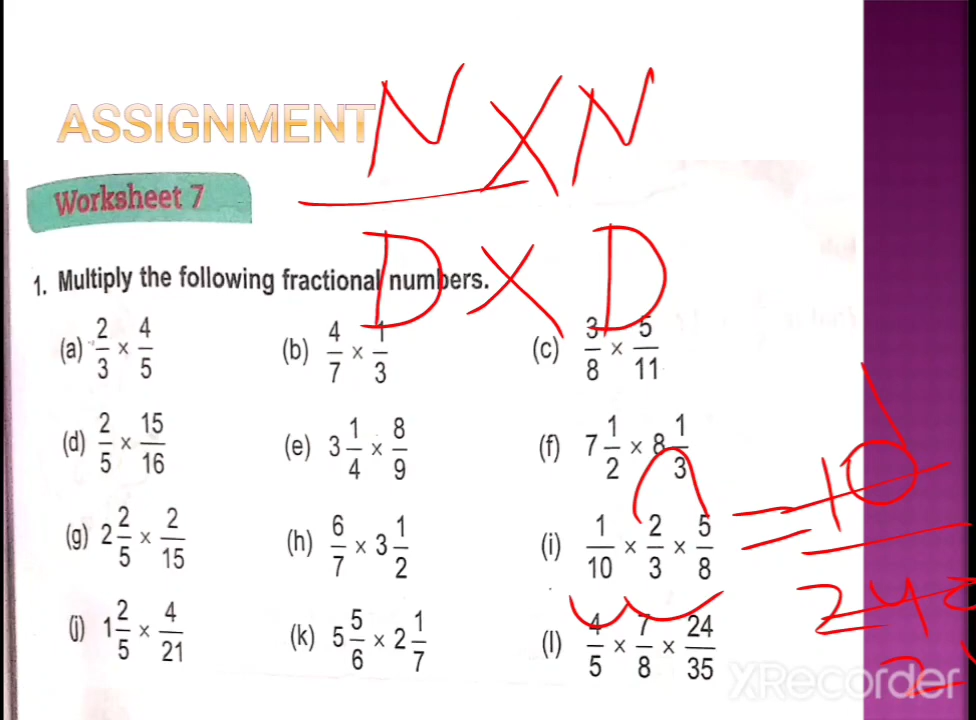 ASSIGNMENT
N X N
Worksheet 7
D X D
1. Multiply the following fractional numbers.
(a) 2/3 × 4/5 (b) 4/7 × 1/3 (c) 3/8 × 5/11
(d) 2/5 × 15/16 (e) 3 1/4 × 8/9 (f) 7 1/2 × 8 1/3
(g) 2 2/5 × 2/15 (h) 6/7 × 3 1/2 (i) 1/10 × 2/3 × 5/8 = 10/240
(j) 1 2/5 × 4/21 (k) 5 5/6 × 2 1/7 (l) 4/5 × 7/8 × 24/35
XRecorder